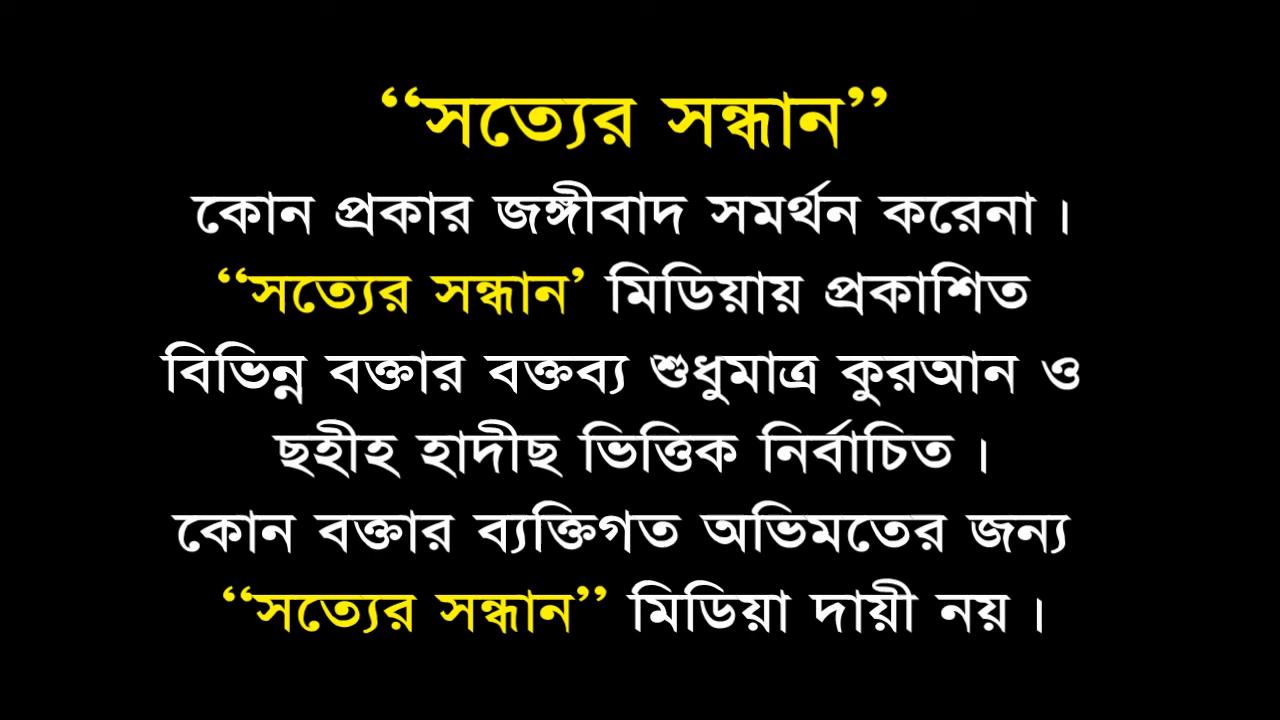 “সত্যের সন্ধান”
কোন প্রকার জঙ্গীবাদ সমর্থন করেনা ।
“সত্যের সন্ধান’ মিডিয়ায় প্রকাশিত
বিভিন্ন বক্তার বক্তব্য শুধুমাত্র কুরআন ও
ছহীহ হাদীছ ভিত্তিক নির্বাচিত ।
কোন বক্তার ব্যক্তিগত অভিমতের জন্য
“সত্যের সন্ধান” মিডিয়া দায়ী নয় ।